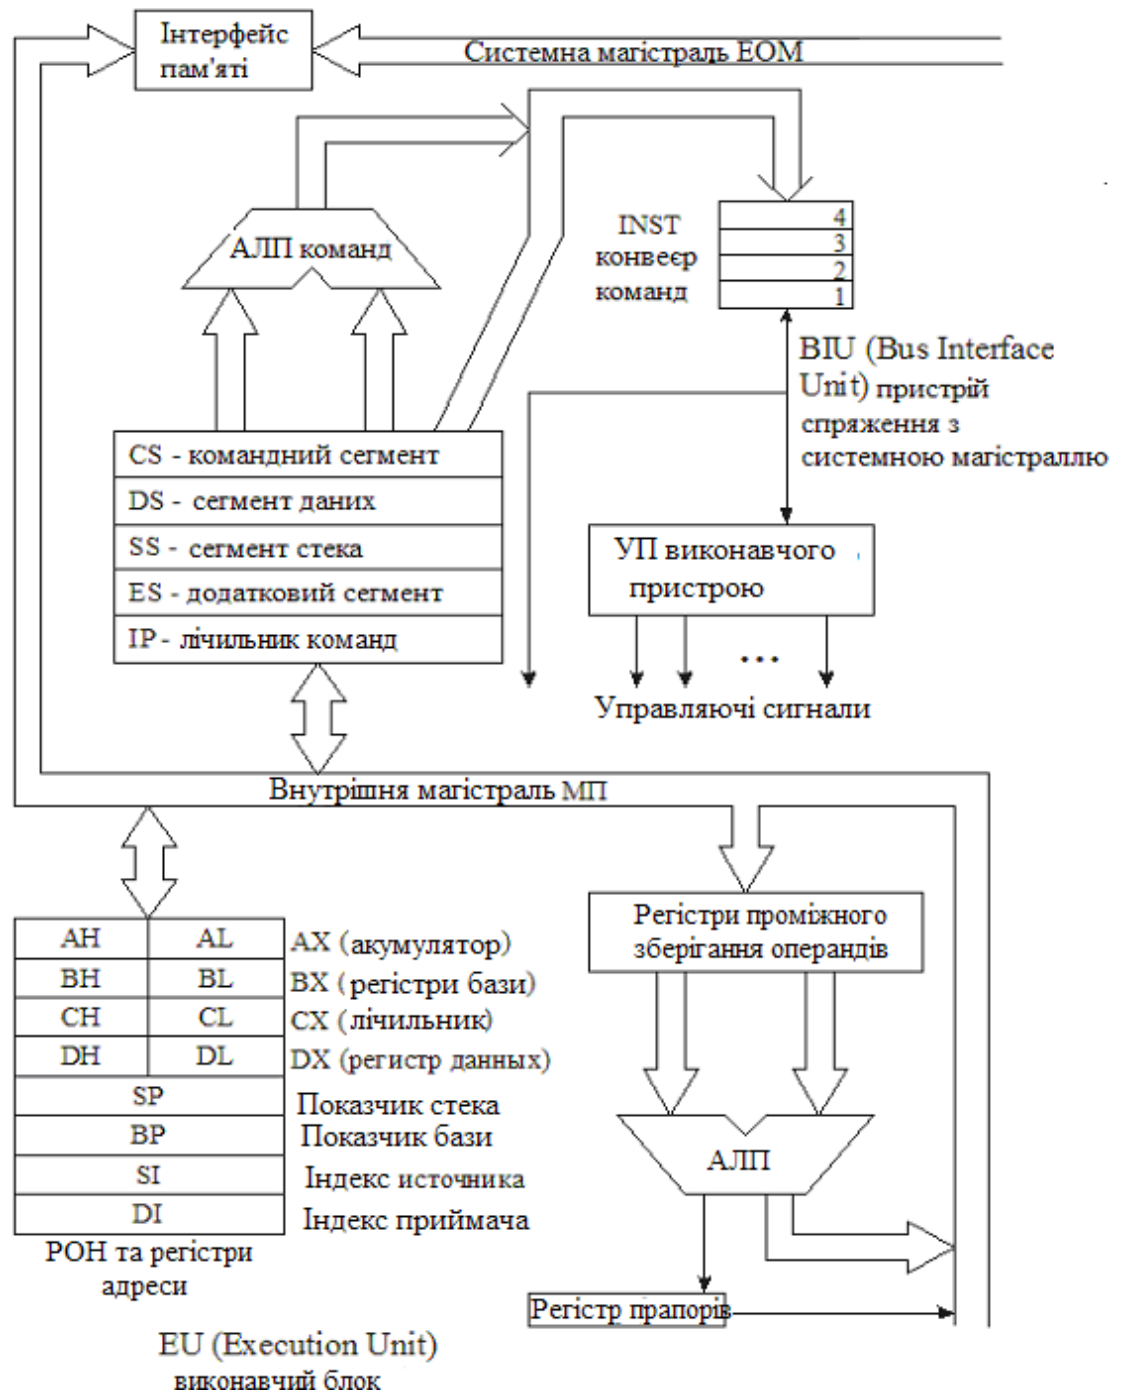 Інтерфейс
пам'яті
Системна магістраль ЕОМ
АЛП команд
INST
конвеєр
команд
4
3
2
1
BIU (Bus Interface
Unit) пристрій
спряження з
системною магістраллю
CS - командний сегмент
DS - сегмент даних
SS - сегмент стека
ES - додатковий сегмент
IP - лічильник команд
УП виконавчого
пристрою
...
Управляючі сигнали
Внутрішня магістраль МП
AH AL AX (акумулятор)
BH BL BX (регістри бази)
CH CL CX (лічильник)
DH DL DX (регистр данных)
SP Показчик стека
BP Показчик бази
SI Індекс источника
DI Індекс приймача
РОН та регістри
адреси
Регістри проміжного
зберігання операндів
АЛП
Регістр прапорів
EU (Execution Unit)
виконавчий блок